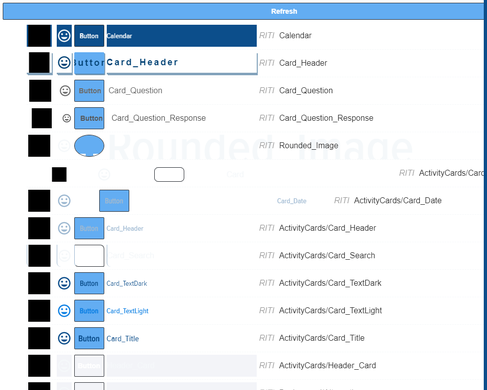 Refresh
Button Calendar RITI Calendar
Button Card_Header RITI Card_Header
Button Card_Question RITI Card_Question
Button Card_Question_Response RITI Card_Question_Response
Rounded_Image RITI Rounded_Image
RITI ActivityCards/Card
Button Card_Date RITI ActivityCards/Card_Date
Button Card_Header RITI ActivityCards/Card_Header
RITI ActivityCards/Card_Search
Button Card_TextDark RITI ActivityCards/Card_TextDark
Button Card_TextLight RITI ActivityCards/Card_TextLight
Button Card_Title RITI ActivityCards/Card_Title
Button RITI ActivityCards/Header_Card